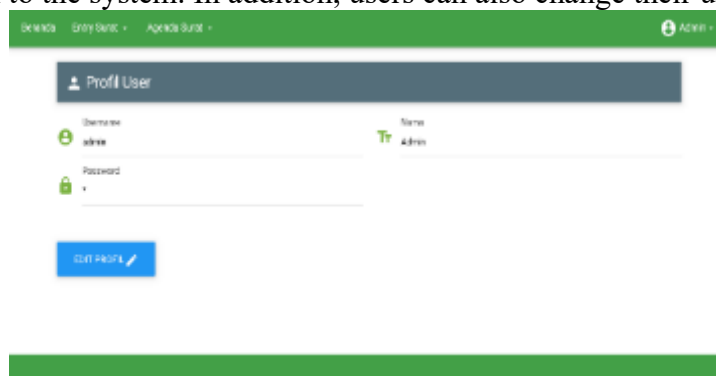 to the system. In addition, users can also change their u
Beranda Entry Surat Agenda Surat Admin
Profil User
Username Name
admin Admin
Password
EDIT PROFIL